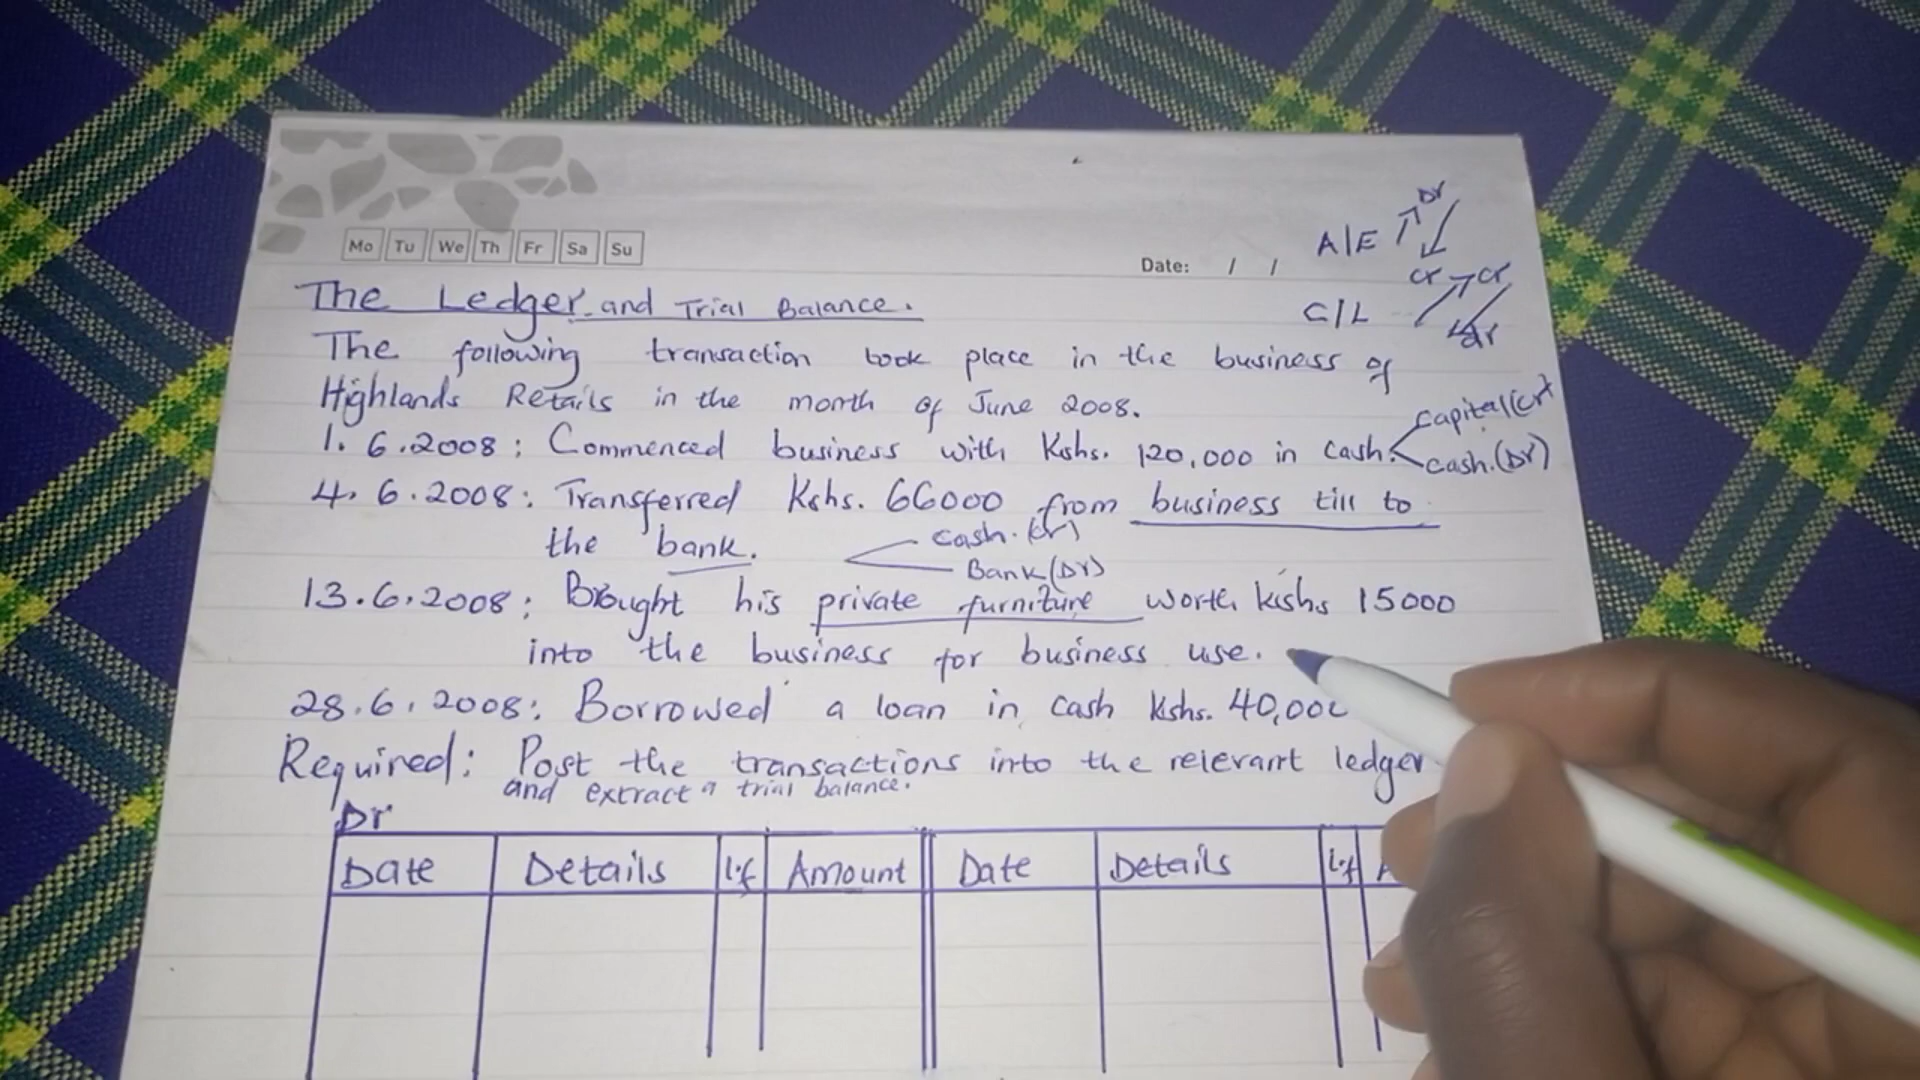 Mo Tu We Th Fr Sa Su
Date: / /
A/E Dr
Cr Cr
C/L
Dr
The Ledger and Trial Balance.
The following transaction took place in the business of
Highlands Retails in the month of June 2008.
1. 6.2008: Commenced business with Kshs. 120,000 in cash.
Capital(Cr)
Cash.(Dr)
4. 6.2008: Transferred Kshs. 66000 from business till to
the bank.
Cash.(Cr)
Bank(Dr)
13.6.2008: Brought his private furniture worth kshs 15000
into the business for business use.
28.6.2008: Borrowed a loan in cash Kshs. 40,000
Required: Post the transactions into the relevant ledger
and extract a trial balance.
Dr
Date Details l.f Amount Date Details l.f A